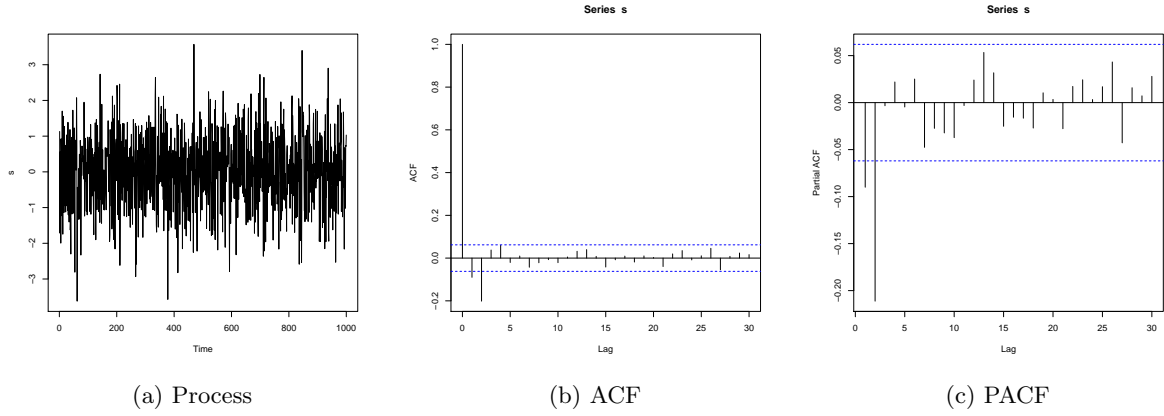 Series s
Series s
s
3
2
1
0
−1
−2
−3
0 200 400 600 800 1000
Time
ACF
1.0
0.8
0.6
0.4
0.2
0.0
−0.2
0 5 10 15 20 25 30
Lag
Partial ACF
0.05
0.00
−0.05
−0.10
−0.15
−0.20
0 5 10 15 20 25 30
Lag
(a) Process
(b) ACF
(c) PACF